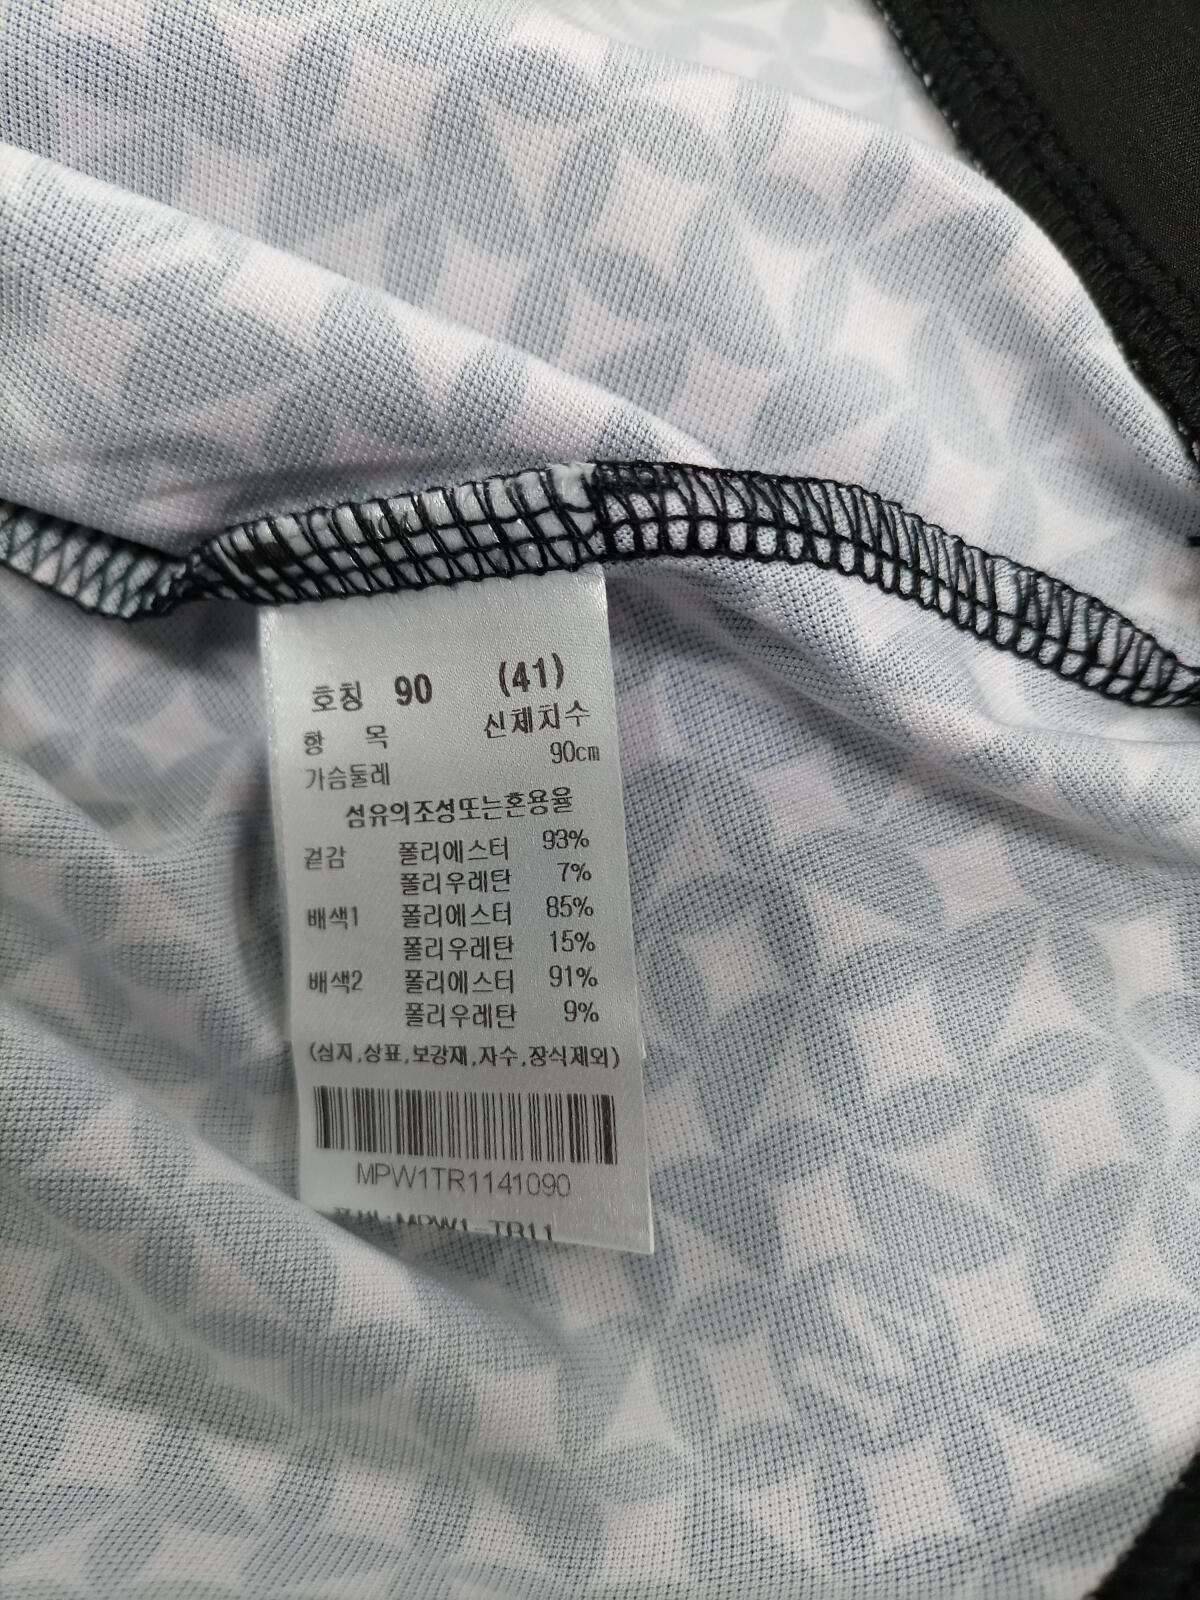 호칭 90 (41)
항 목 신체치수
가슴둘레 90cm
섬유의조성또는혼용율
겉감 폴리에스터 93%
폴리우레탄 7%
배색1 폴리에스터 85%
폴리우레탄 15%
배색2 폴리에스터 91%
폴리우레탄 9%
(심지,상표,보강재,자수,장식제외)
MPW1TR1141090
품번:MPW1-TR11